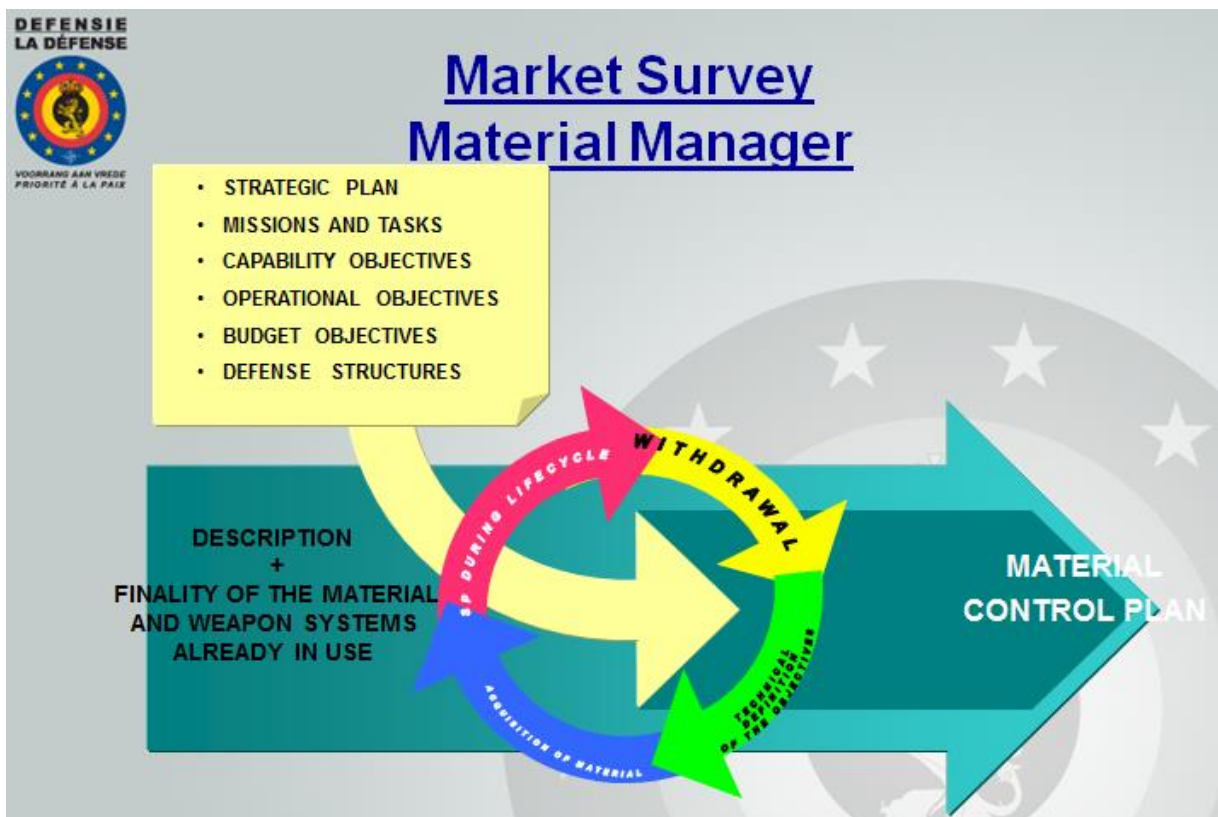 DEFENSIE
LA DÉFENSE
VOORRANG AAN VREDE
PRIORITÉ À LA PAIX
Market Survey
Material Manager
• STRATEGIC PLAN
• MISSIONS AND TASKS
• CAPABILITY OBJECTIVES
• OPERATIONAL OBJECTIVES
• BUDGET OBJECTIVES
• DEFENSE STRUCTURES
DESCRIPTION
+
FINALITY OF THE MATERIAL
AND WEAPON SYSTEMS
ALREADY IN USE
SP DURING LIFECYCLE
WITHDRAWAL
TECHNICAL
DEFINITION
OF THE OBJECTIVES
ACQUISITION OF MATERIAL
MATERIAL
CONTROL PLAN